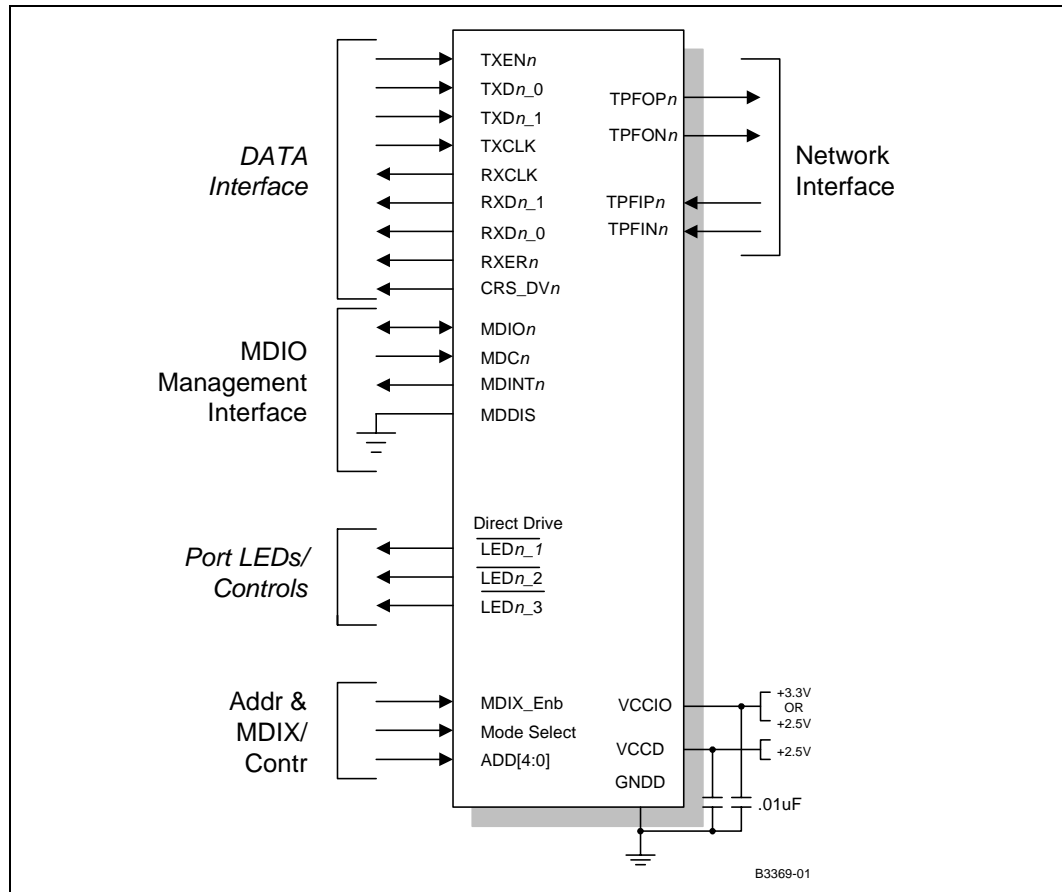 DATA
Interface
TXENn
TXDn_0
TXDn_1
TXCLK
RXCLK
RXDn_1
RXDn_0
RXERn
CRS_DVn
TPFOPn
TPFONn
TPFIPn
TPFINn
Network
Interface
MDIO
Management
Interface
MDIOn
MDCn
MDINTn
MDDIS
Port LEDs/
Controls
Direct Drive
LEDn_1
LEDn_2
LEDn_3
Addr &
MDIX/
Contr
MDIX_Enb
Mode Select
ADD[4:0]
VCCIO
VCCD
GNDD
+3.3V
OR
+2.5V
+2.5V
.01uF
B3369-01